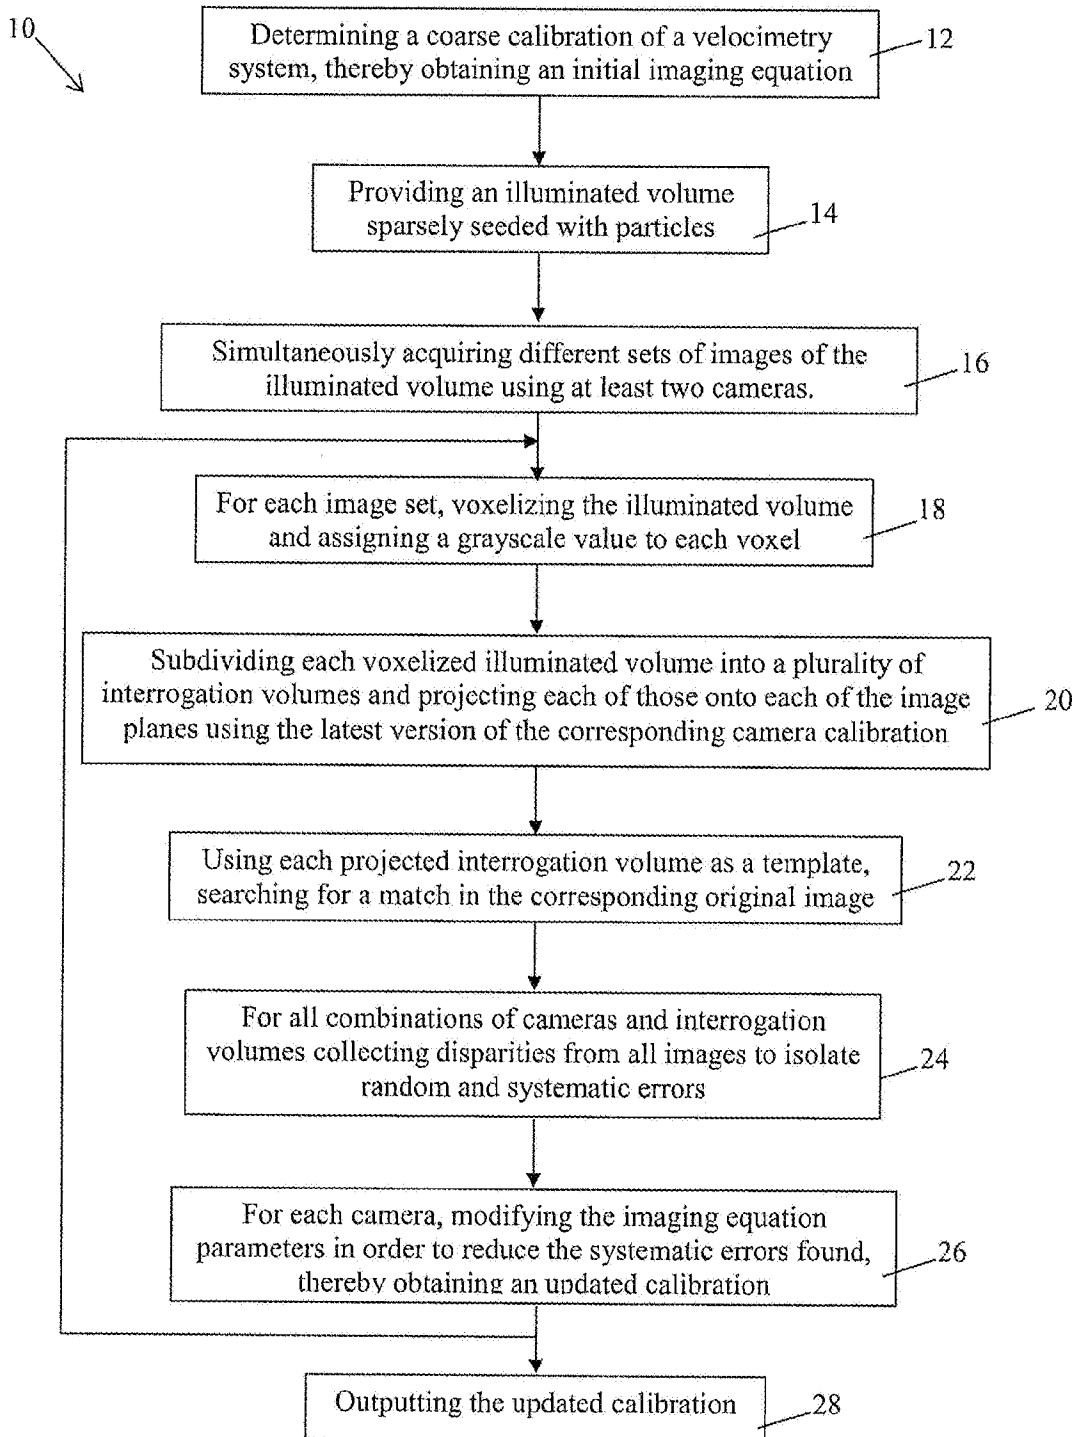 10
Determining a coarse calibration of a velocimetry
system, thereby obtaining an initial imaging equation
12
Providing an illuminated volume
sparsely seeded with particles
14
Simultaneously acquiring different sets of images of the
illuminated volume using at least two cameras.
16
For each image set, voxelizing the illuminated volume
and assigning a grayscale value to each voxel
18
Subdividing each voxelized illuminated volume into a plurality of
interrogation volumes and projecting each of those onto each of the image
planes using the latest version of the corresponding camera calibration
20
Using each projected interrogation volume as a template,
searching for a match in the corresponding original image
22
For all combinations of cameras and interrogation
volumes collecting disparities from all images to isolate
random and systematic errors
24
For each camera, modifying the imaging equation
parameters in order to reduce the systematic errors found,
thereby obtaining an updated calibration
26
Outputting the updated calibration
28